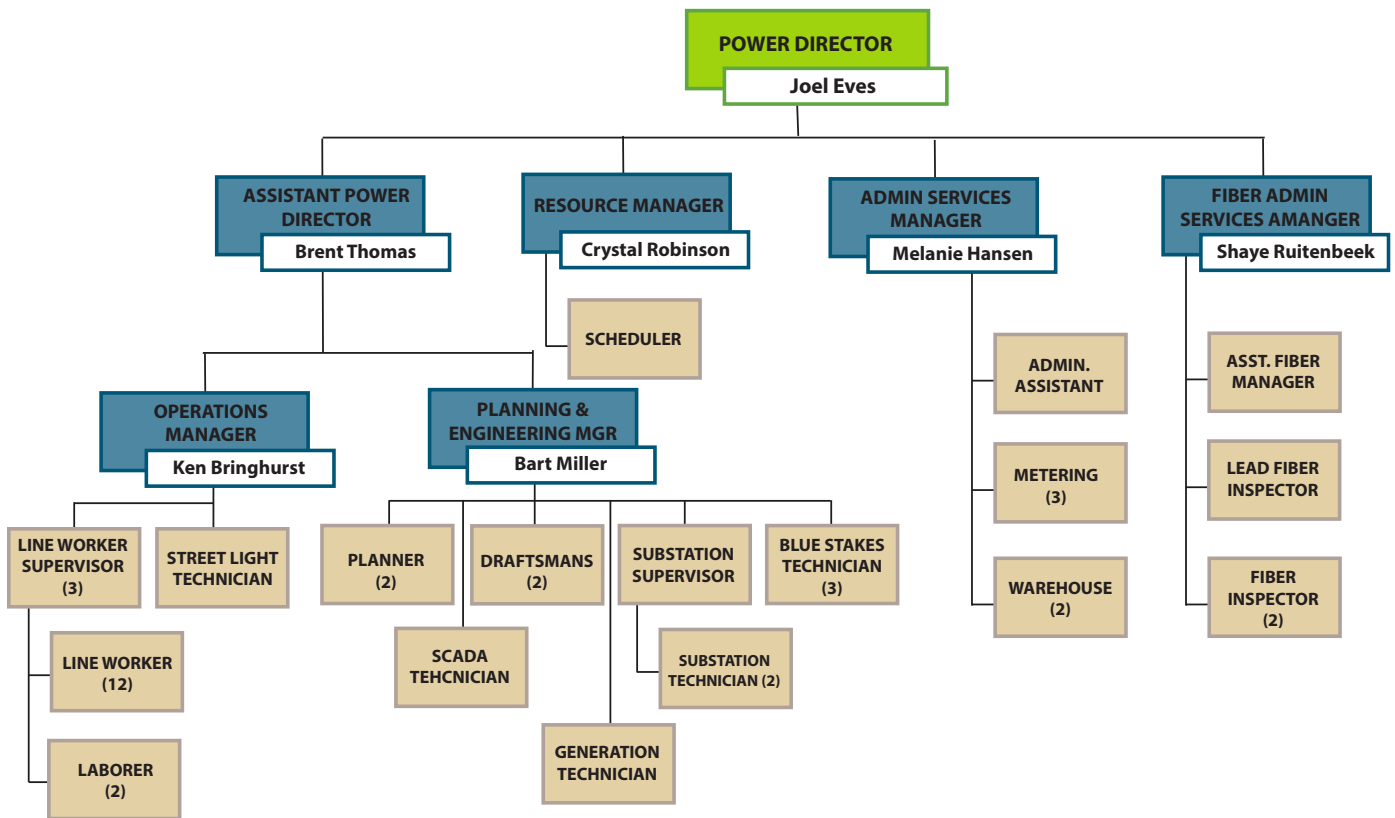 POWER DIRECTOR
Joel Eves
ASSISTANT POWER
DIRECTOR
Brent Thomas
RESOURCE MANAGER
Crystal Robinson
ADMIN SERVICES
MANAGER
Melanie Hansen
FIBER ADMIN
SERVICES AMANGER
Shaye Ruitenbeek
SCHEDULER
ADMIN.
ASSISTANT
METERING
(3)
WAREHOUSE
(2)
ASST. FIBER
MANAGER
LEAD FIBER
INSPECTOR
FIBER
INSPECTOR
(2)
OPERATIONS
MANAGER
Ken Bringhurst
PLANNING &
ENGINEERING MGR
Bart Miller
LINE WORKER
SUPERVISOR
(3)
STREET LIGHT
TECHNICIAN
LINE WORKER
(12)
LABORER
(2)
PLANNER
(2)
DRAFTSMANS
(2)
SUBSTATION
SUPERVISOR
BLUE STAKES
TECHNICIAN
(3)
SCADA
TEHCNICIAN
SUBSTATION
TECHNICIAN (2)
GENERATION
TECHNICIAN